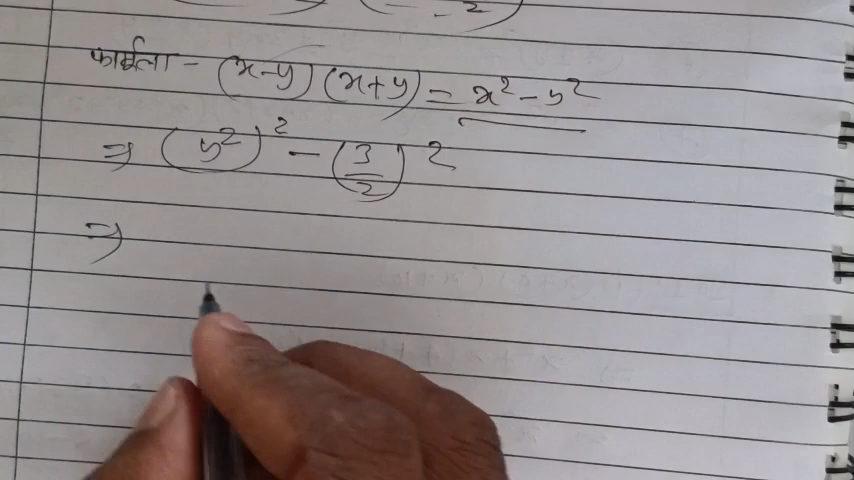 फार्मूला - (x-y) (x+y) = x² - y²
⇒ (y²)² - (3/2)²
⇒